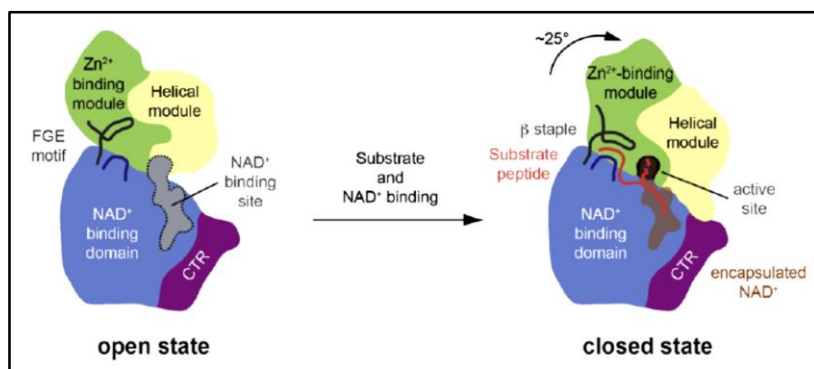 Zn²⁺
binding
module
Helical
module
FGE
motif
NAD⁺
binding
site
NAD⁺
binding
domain
CTR
open state
Substrate
and
NAD⁺ binding
~25°
Zn²⁺-binding
module
β staple
Helical
module
Substrate
peptide
active
site
NAD⁺
binding
domain
CTR
encapsulated
NAD⁺
closed state